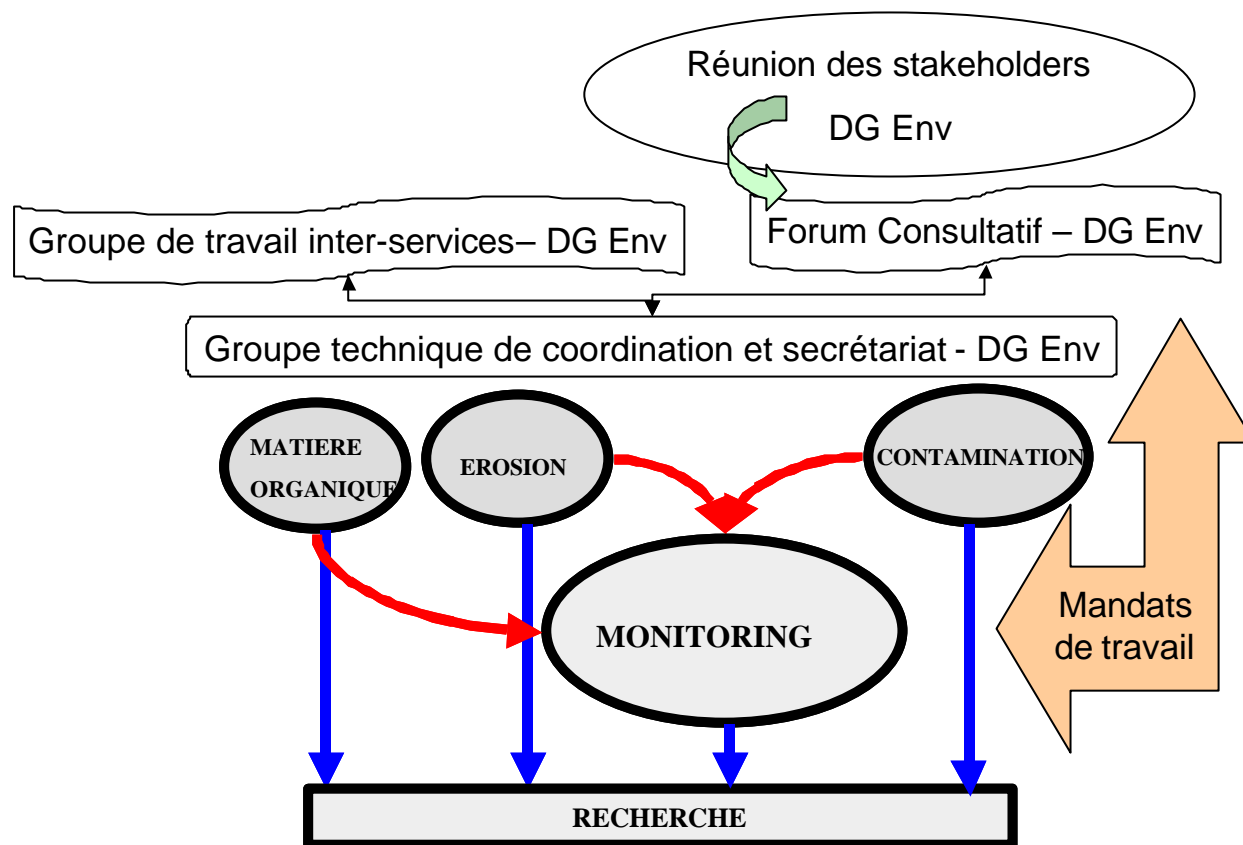 Réunion des stakeholders
DG Env
Groupe de travail inter-services– DG Env
Forum Consultatif – DG Env
Groupe technique de coordination et secrétariat - DG Env
MATIERE
ORGANIQUE
EROSION
CONTAMINATION
MONITORING
Mandats
de travail
RECHERCHE